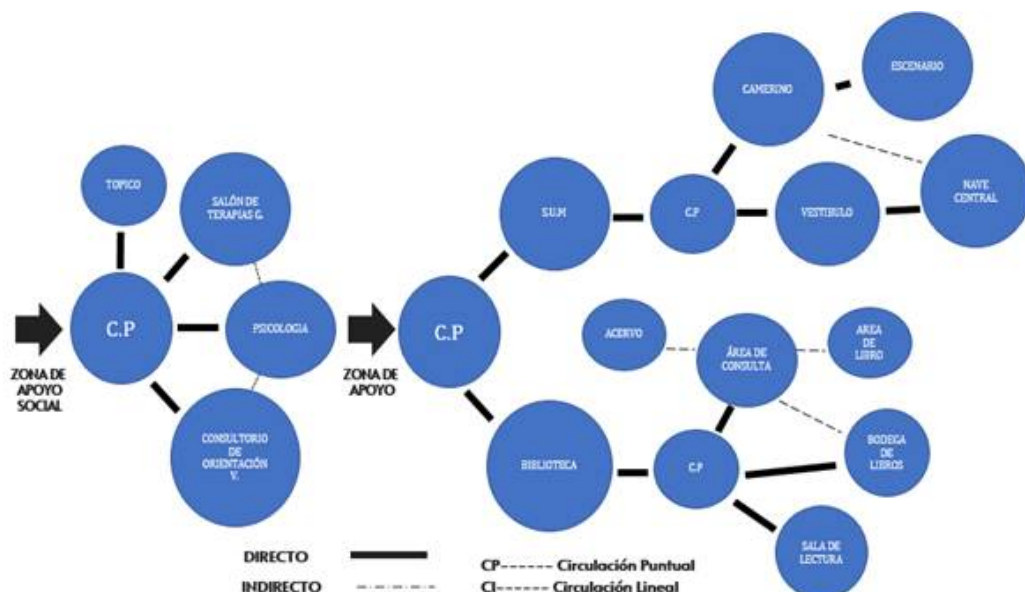 ESCENARIO
CAMERINO
TOPICO
SALÓN DE
TERAPIAS G.
S.U.M
C.P
VESTIBULO
NAVE
CENTRAL
C.P
PSICOLOGIA
C.P
ZONA DE
APOYO
SOCIAL
ZONA DE
APOYO
ACERVO
ÁREA DE
CONSULTA
AREA
DE
LIBRO
CONSULTORIO
DE
ORIENTACIÓN
V.
BIBLIOTECA
C.P
BODEGA
DE
LIBROS
SALA DE
LECTURA
DIRECTO
INDIRECTO
CP------- Circulación Puntual
CI------- Circulación Lineal